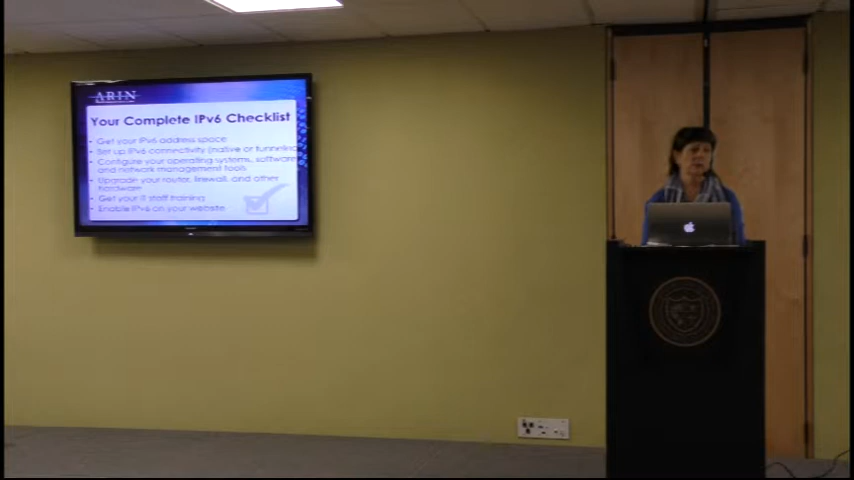 ARIN
Your Complete IPv6 Checklist
• Get your IPv6 address space
• Set up IPv6 connectivity (native or tunneling)
• Configure your operating systems, software,
and network management tools
• Upgrade your router, firewall, and other
hardware
• Get your IT staff training
• Enable IPv6 on your website